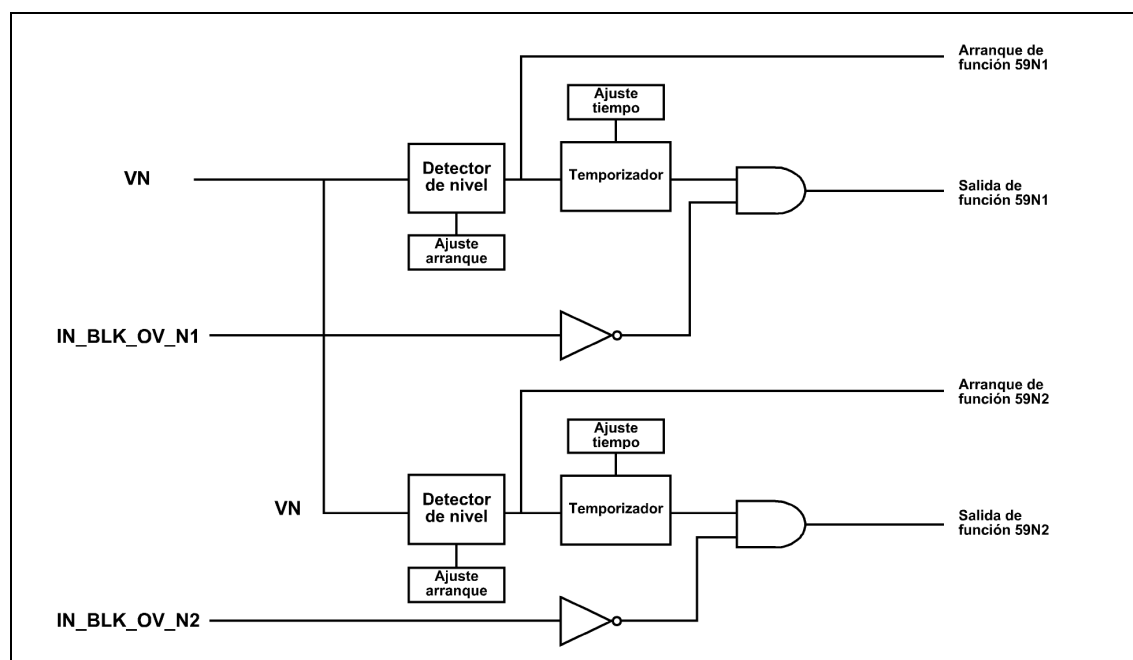 Arranque de
función 59N1
Ajuste
tiempo
VN
Detector
de nivel
Temporizador
Salida de
función 59N1
Ajuste
arranque
IN_BLK_OV_N1
Arranque de
función 59N2
Ajuste
tiempo
VN
Detector
de nivel
Temporizador
Salida de
función 59N2
Ajuste
arranque
IN_BLK_OV_N2